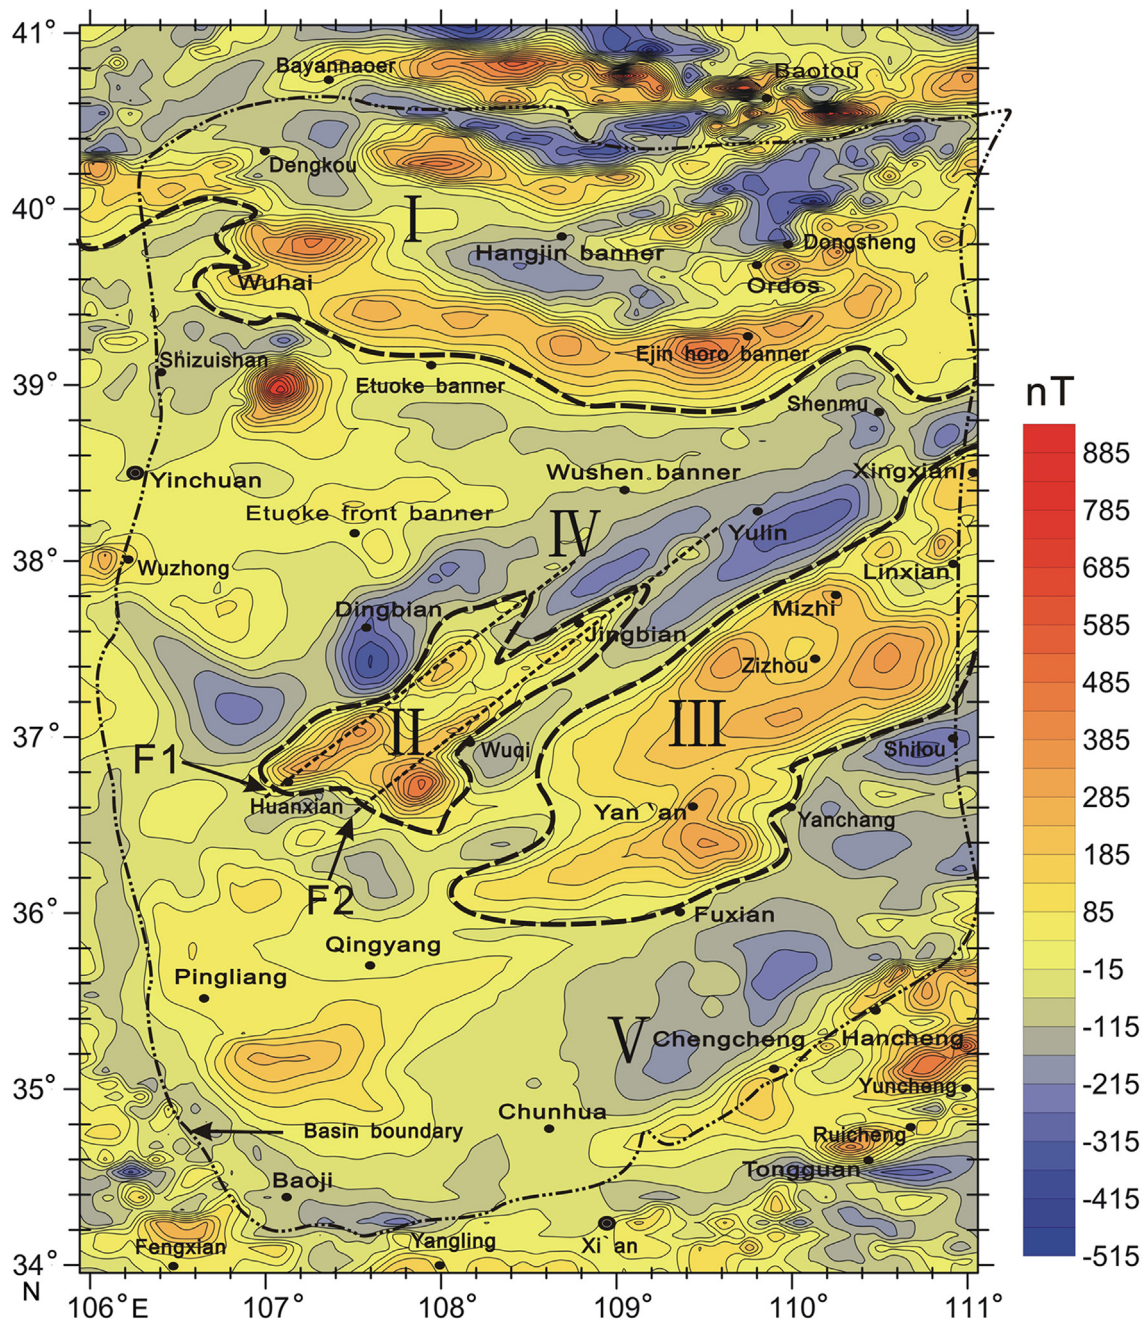 41°
Bayannaoer
Baotou
Dengkou
40°
I
Hangjin banner
Dongsheng
Wuhai
Ordos
Shizuishan
Ejin horo banner
39°
Etuoke banner
nT
Shenmu
885
Wushen banner
Xingxian
Yinchuan
785
Etuoke front banner
IV
Yulin
685
38°
Wuzhong
Linxian
Dingbian
Mizhi
585
Jingbian
Zizhou
485
II
III
37°
Wuqi
Shilou
385
F1
Huanxian
285
Yan`an
Yanchang
185
F2
36°
Fuxian
85
Qingyang
Pingliang
-15
V
Chengcheng
Hancheng
-115
35°
Yuncheng
-215
Chunhua
Basin boundary
Ruicheng
-315
Tongguan
Baoji
-415
Yangling
Xi`an
Fengxian
-515
34°
N
106° E
107°
108°
109°
110°
111°